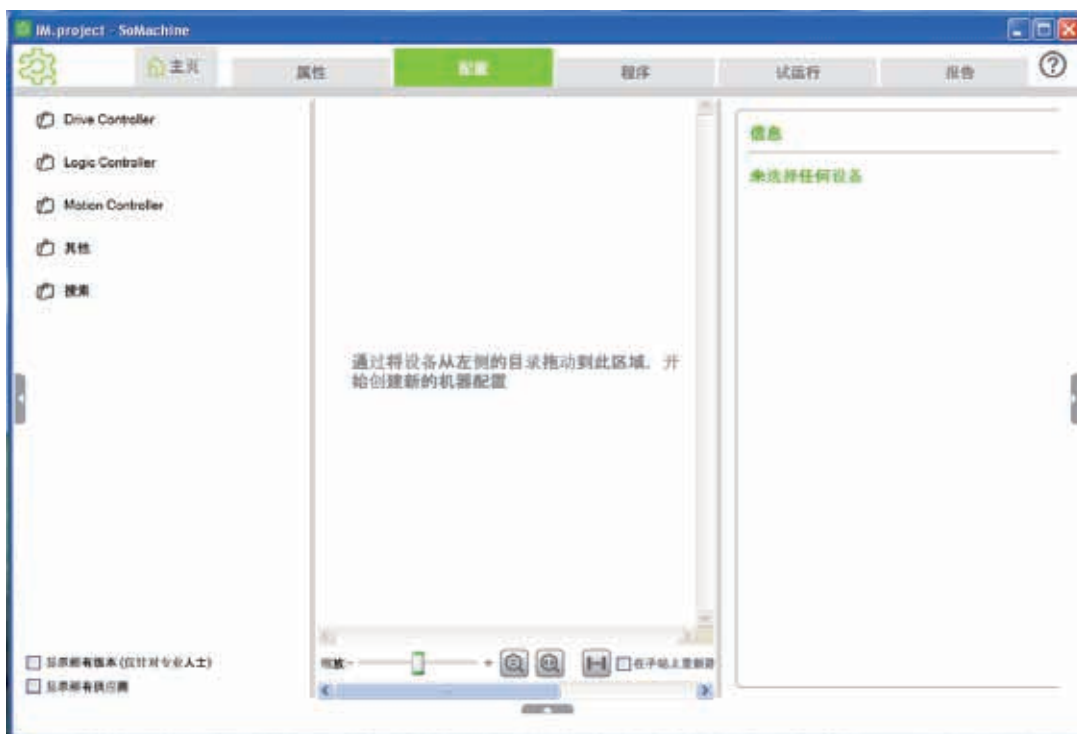 IM.project - SoMachine
主页
属性
配置
程序
试运行
报告
Drive Controller
Logic Controller
Motion Controller
其他
搜索
通过将设备从左侧的目录拖动到此区域，开
始创建新的机器配置
信息
未选择任何设备
显示所有版本(仅针对专业人士)
显示所有供应商
缩放 - +
在子站上重新